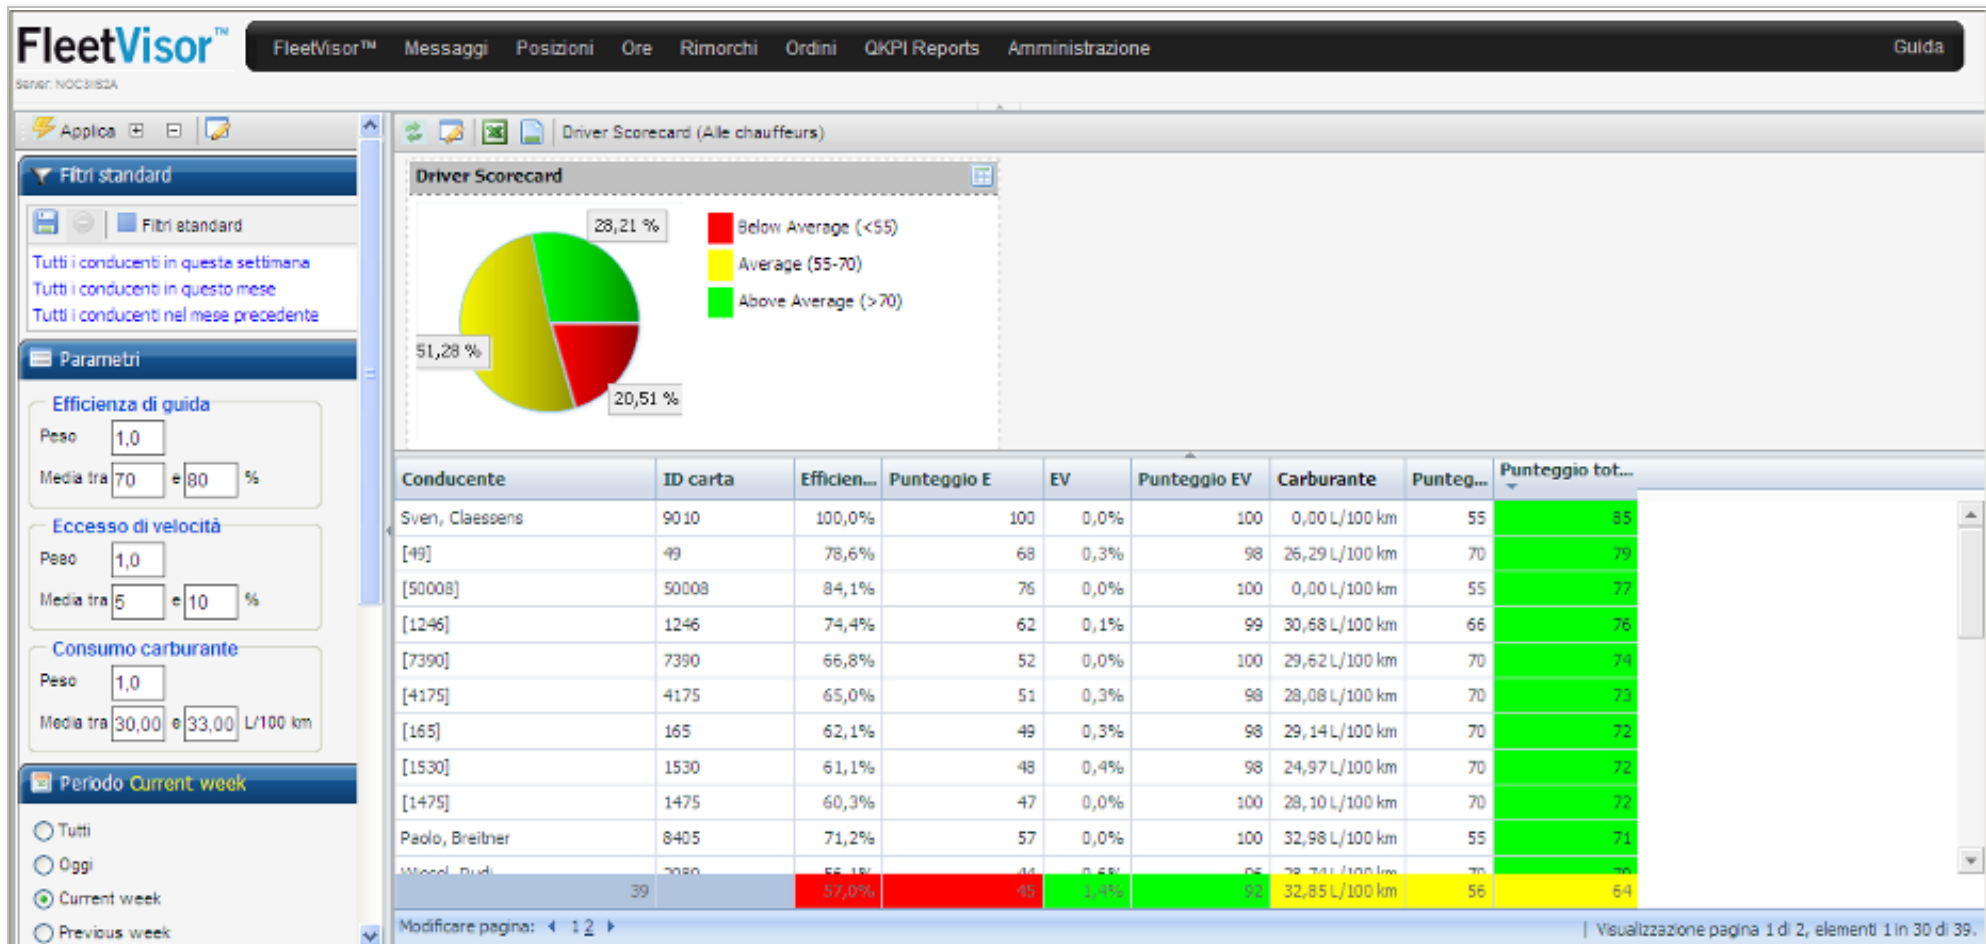 FleetVisor™
FleetVisor™ Messaggi Posizioni Ore Rimorchi Ordini QKPI Reports Amministrazione Guida
Applica
Driver Scorecard (Alle chauffeurs)
Filtri standard
Filtri standard
Tutti i conducenti in questa settimana
Tutti i conducenti in questo mese
Tutti i conducenti nel mese precedente
Parametri
Efficienza di guida
Peso 1,0
Media tra 70 e 80 %
Eccesso di velocità
Peso 1,0
Media tra 5 e 10 %
Consumo carburante
Peso 1,0
Media tra 30,00 e 33,00 L/100 km
Periodo Current week
Tutti
Oggi
Current week
Previous week
Driver Scorecard
28,21 %
51,28 %
20,51 %
Below Average (<55)
Average (55-70)
Above Average (>70)
Conducente ID carta Efficien... Punteggio E EV Punteggio EV Carburante Punteg... Punteggio tot...
Sven, Claessens 9010 100,0% 100 0,0% 100 0,00 L/100 km 55 85
[49] 49 78,6% 68 0,3% 98 26,29 L/100 km 70 79
[50008] 50008 84,1% 76 0,0% 100 0,00 L/100 km 55 77
[1246] 1246 74,4% 62 0,1% 99 30,68 L/100 km 66 76
[7390] 7390 66,8% 52 0,0% 100 29,62 L/100 km 70 74
[4175] 4175 65,0% 51 0,3% 98 28,08 L/100 km 70 73
[165] 165 62,1% 49 0,3% 98 29,14 L/100 km 70 72
[1530] 1530 61,1% 48 0,4% 98 24,97 L/100 km 70 72
[1475] 1475 60,3% 47 0,0% 100 28,10 L/100 km 70 72
Paolo, Breitner 8405 71,2% 57 0,0% 100 32,98 L/100 km 55 71
39 57,0% 45 1,4% 92 32,85 L/100 km 56 64
Modificare pagina: 1 2
Visualizzazione pagina 1 di 2, elementi 1 in 30 di 39.